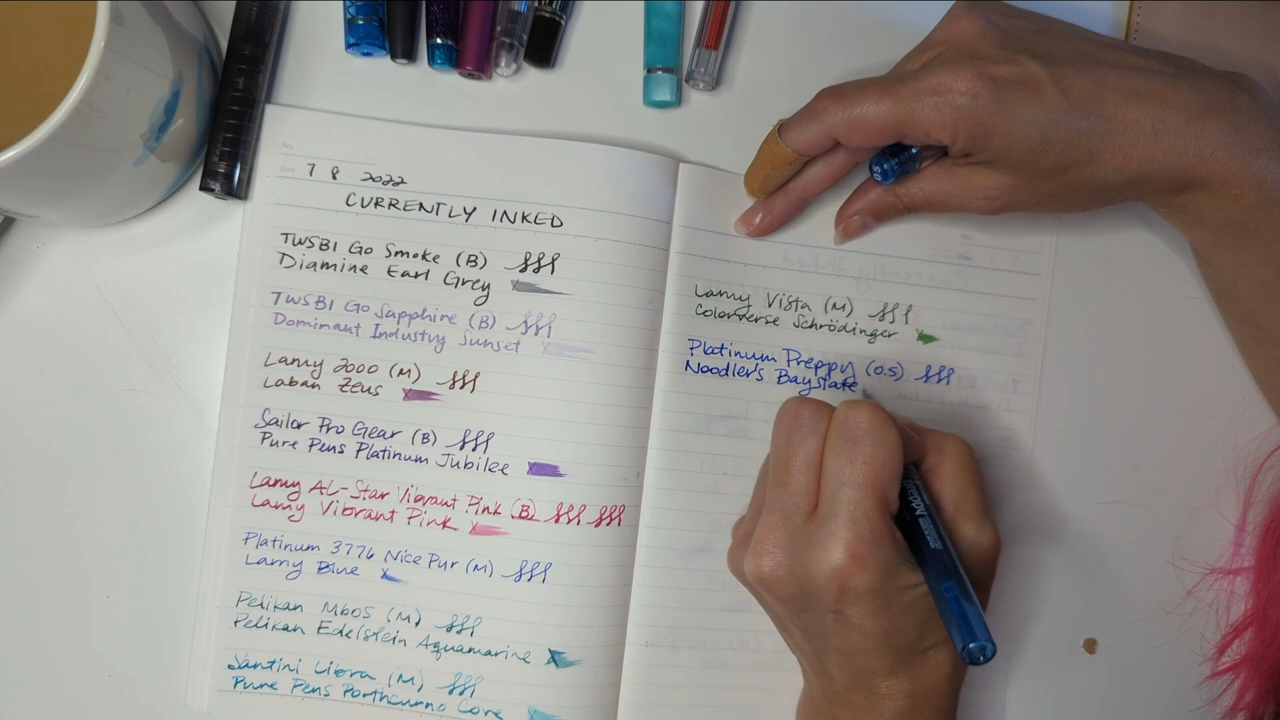 7 8 2022
CURRENTLY INKED
TWSBI Go Smoke (B)
Diamine Earl Grey
TWSBI Go Sapphire (B)
Dominant Industry Sunset
Lamy 2000 (M)
Laban Zeus
Sailor Pro Gear (B)
Pure Pens Platinum Jubilee
Lamy AL-Star Vibrant Pink (B)
Lamy Vibrant Pink
Platinum 3776 Nice Pur (M)
Lamy Blue
Pelikan M605 (M)
Pelikan Edelstein Aquamarine
Santini Libra (M)
Pure Pens Porthcurno Cove
Lamy Vista (M)
Colorverse Schrödinger
Platinum Preppy (0.5)
Noodler's Baystate